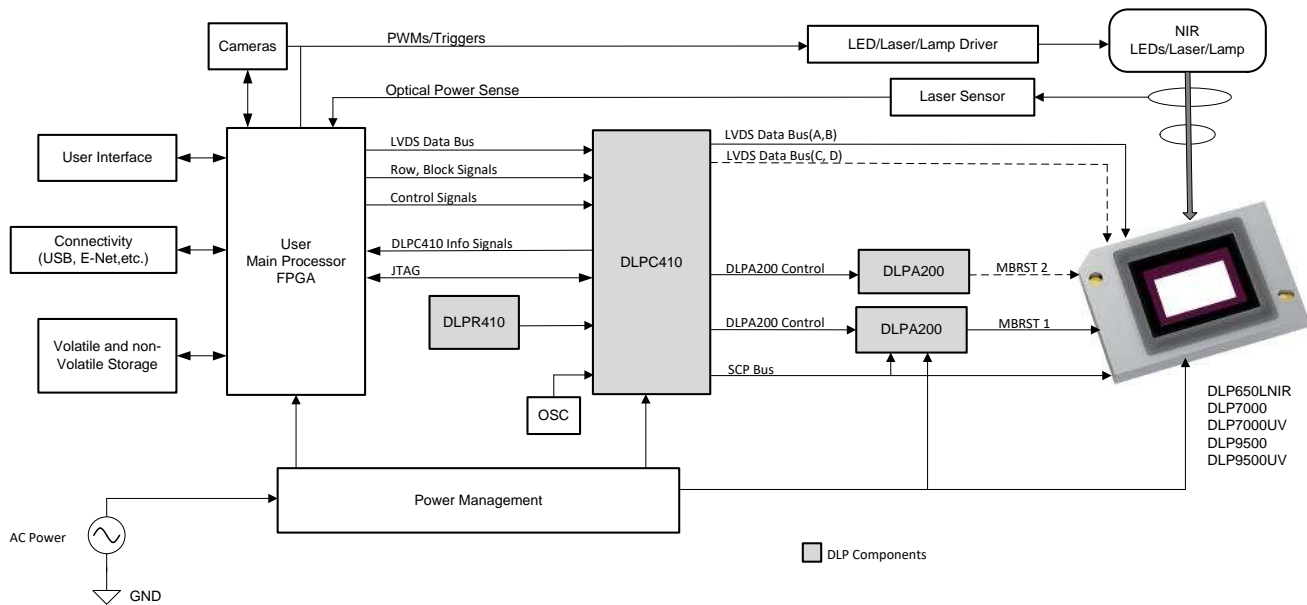 Cameras
PWMs/Triggers
LED/Laser/Lamp Driver
NIR
LEDs/Laser/Lamp
Optical Power Sense
Laser Sensor
User Interface
LVDS Data Bus
LVDS Data Bus(A,B)
LVDS Data Bus(C, D)
Row, Block Signals
Control Signals
Connectivity
(USB, E-Net,etc.)
User
Main Processor
FPGA
DLPC410 Info Signals
JTAG
DLPC410
DLPA200 Control
DLPA200
MBRST 2
DLPR410
DLPA200 Control
DLPA200
MBRST 1
Volatile and non-
Volatile Storage
SCP Bus
OSC
DLP650LNIR
DLP7000
DLP7000UV
DLP9500
DLP9500UV
Power Management
AC Power
DLP Components
GND